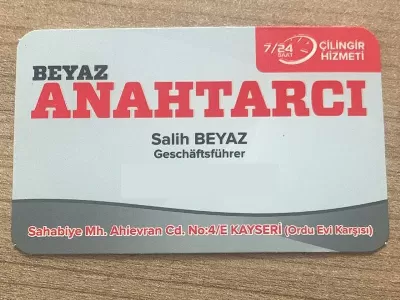 7/24 SAAT ÇİLİNGİR HİZMETİ
BEYAZ
ANAHTARCI
Salih BEYAZ
Geschäftsführer
Sahabiye Mh. Ahievran Cd. No:4/E KAYSERİ (Ordu Evi Karşısı)